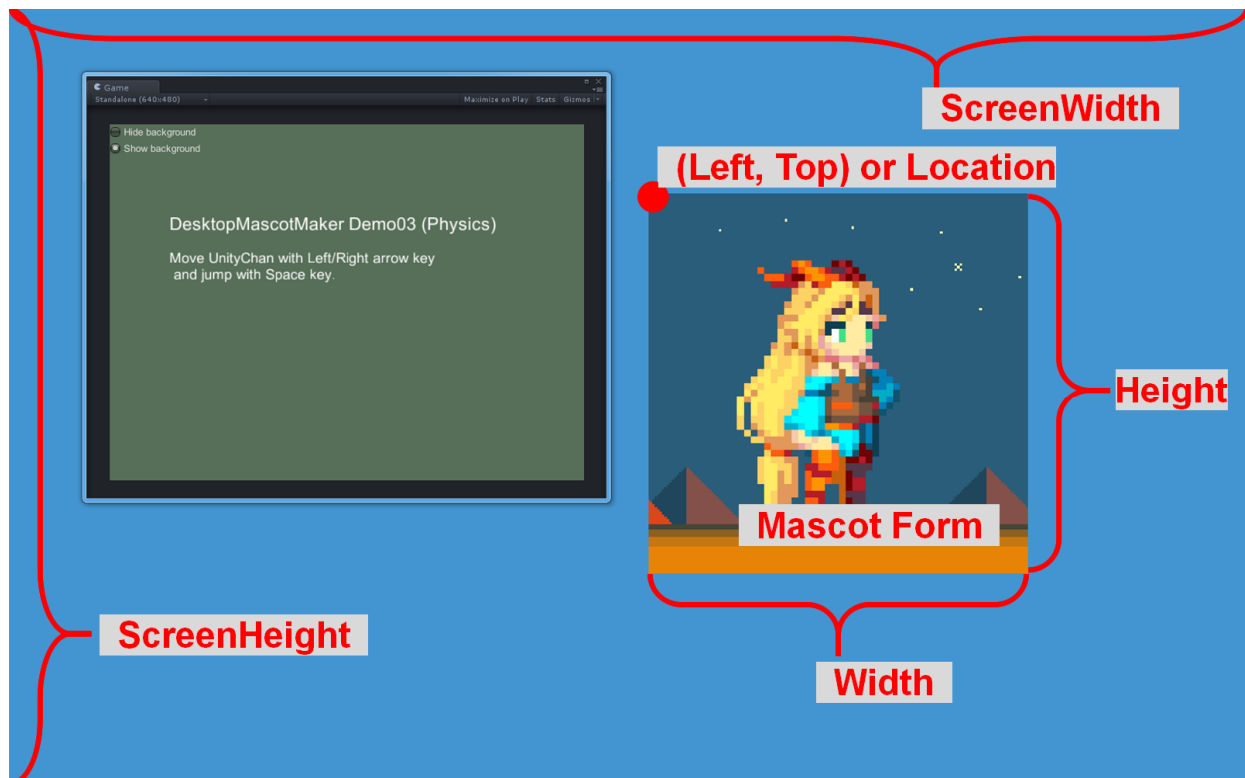 ScreenWidth
Game
Standalone (640x480)
Maximize on Play Stats Gizmos
Hide background
Show background
DesktopMascotMaker Demo03 (Physics)
Move UnityChan with Left/Right arrow key
and jump with Space key.
(Left, Top) or Location
Height
Mascot Form
ScreenHeight
Width